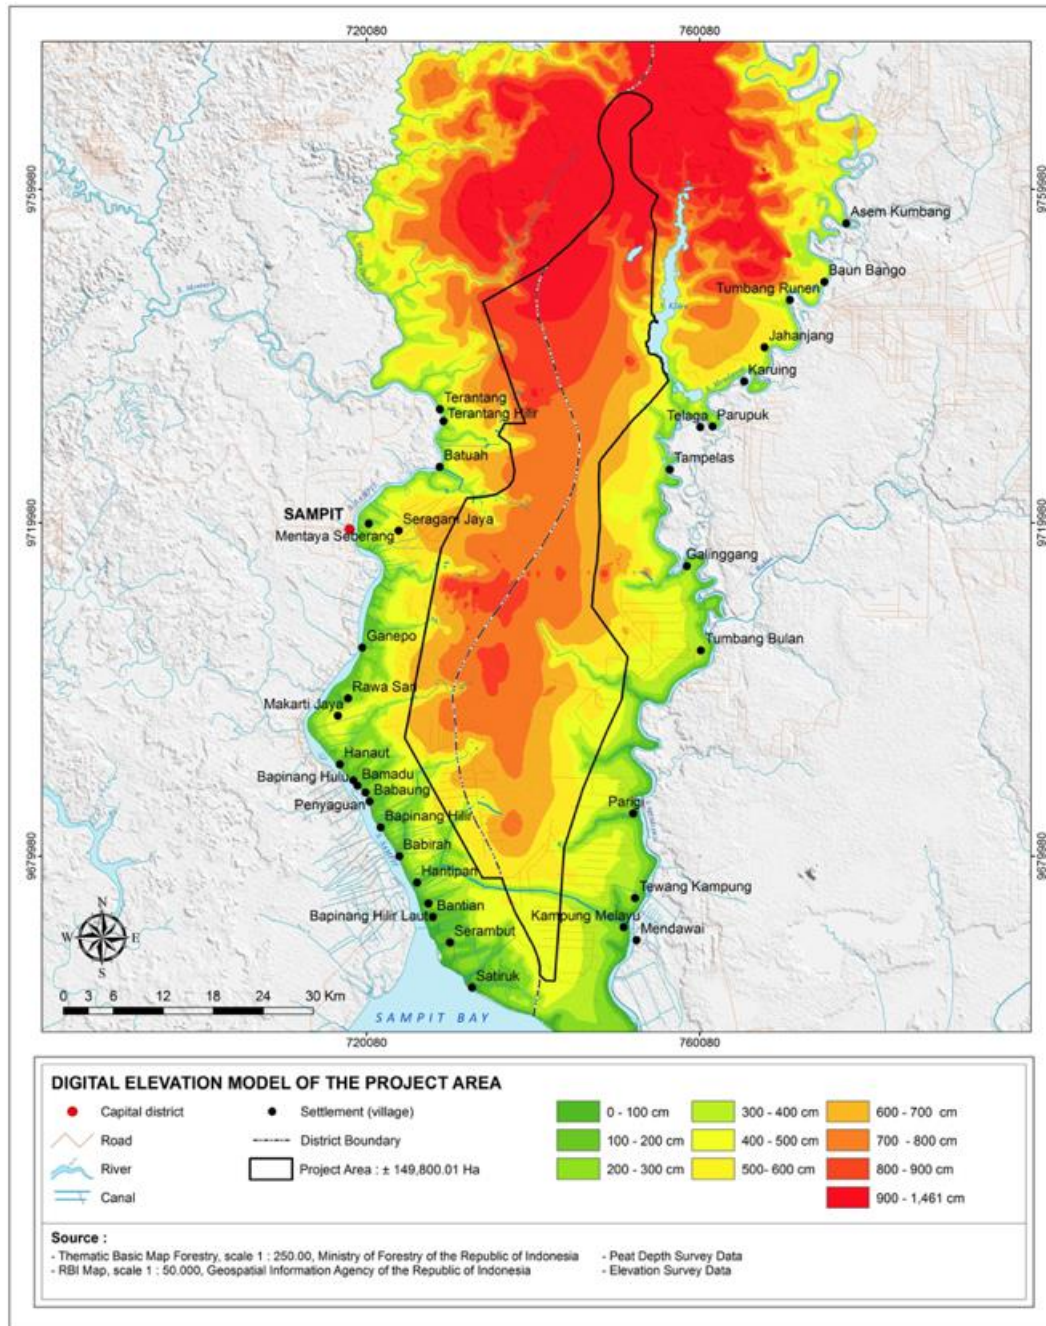 720080
760080
9759980
9759980
Asem Kumbang
Baun Bango
Tumbang Runen
Jahanjang
Karuing
Terantang
Terantang Hilir
Telaga
Parupuk
Batuah
Tampelas
SAMPIT
Seragam Jaya
Mentaya Seberang
9719980
9719980
Galinggang
Ganepo
Tumbang Bulan
Rawa Sari
Makarti Jaya
Hanaut
Bapinang Hulu
Bamadu
Babaung
Penyaguan
Parigi
Bapinang Hilir
Babirah
9679980
9679980
Hantipan
Tewang Kampung
Bantian
Bapinang Hilir Laut
Kampung Melayu
Mendawai
Serambut
Satiruk
N
W
E
S
0 3 6 12 18 24 30 Km
SAMPIT BAY
720080
760080
DIGITAL ELEVATION MODEL OF THE PROJECT AREA
Capital district
Settlement (village)
Road
District Boundary
River
Project Area : ± 149,800.01 Ha
Canal
0 - 100 cm
100 - 200 cm
200 - 300 cm
300 - 400 cm
400 - 500 cm
500- 600 cm
600 - 700 cm
700 - 800 cm
800 - 900 cm
900 - 1,461 cm
Source :
- Thematic Basic Map Forestry, scale 1 : 250.00, Ministry of Forestry of the Republic of Indonesia
- RBI Map, scale 1 : 50.000, Geospatial Information Agency of the Republic of Indonesia
- Peat Depth Survey Data
- Elevation Survey Data